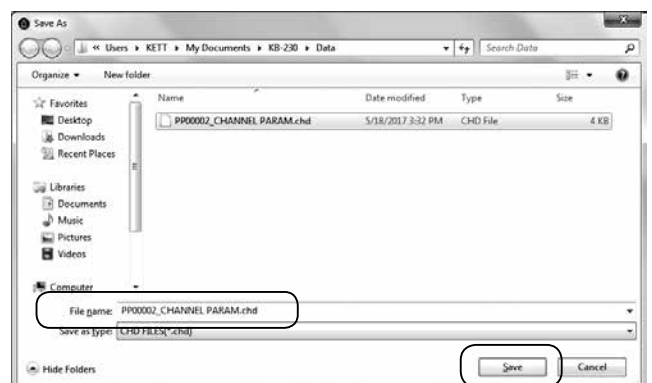 Save As
« Users ▸ KETT ▸ My Documents ▸ KB-230 ▸ Data
Search Data
Organize ▾ New folder
Name Date modified Type Size
Favorites
Desktop
Downloads
Recent Places
PP00002_CHANNEL PARAM.chd 5/18/2017 3:32 PM CHD File 4 KB
Libraries
Documents
Music
Pictures
Videos
Computer
File name: PP00002_CHANNEL PARAM.chd
Save as type: CHD FILES(*.chd)
Hide Folders
Save Cancel